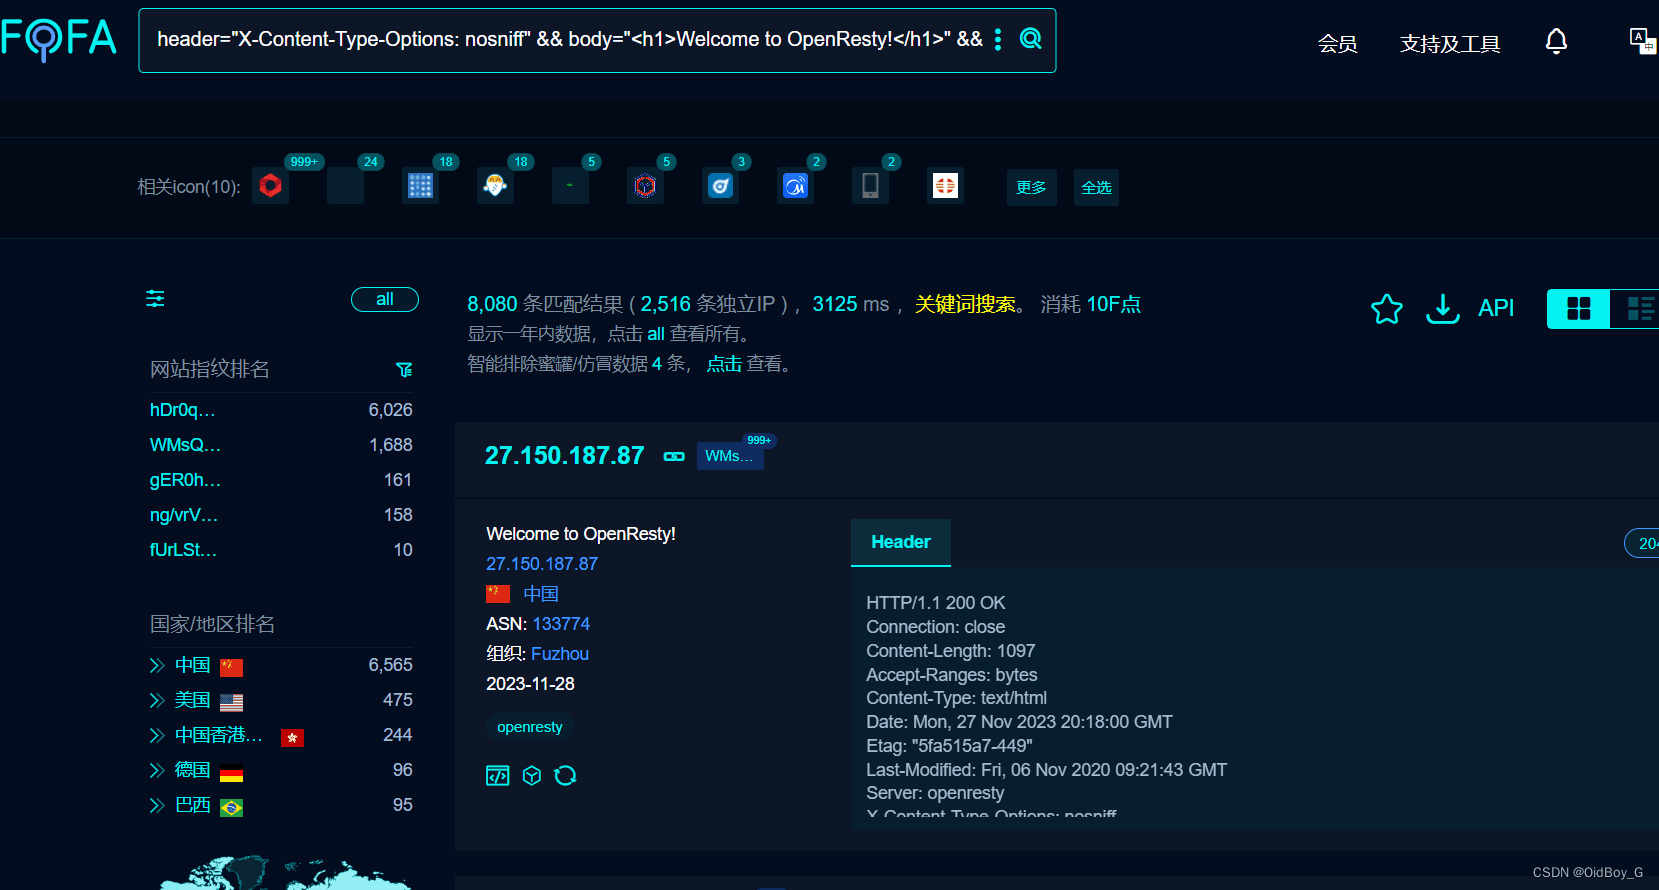 FOFA
header="X-Content-Type-Options: nosniff" && body="<h1>Welcome to OpenResty!</h1>" &&
会员
支持及工具
A
中
相关icon(10):
999+
24
18
18
5
5
3
2
2
更多
全选
all
8,080 条匹配结果 ( 2,516 条独立IP ) ，3125 ms ，关键词搜索。 消耗 10F点
显示一年内数据，点击 all 查看所有。
智能排除蜜罐/仿冒数据 4 条， 点击 查看。
API
网站指纹排名
hDr0q… 6,026
WMsQ… 1,688
gER0h… 161
ng/vrV… 158
fUrLSt… 10
国家/地区排名
中国 6,565
美国 475
中国香港… 244
德国 96
巴西 95
27.150.187.87
WMs…
999+
Welcome to OpenResty!
27.150.187.87
中国
ASN: 133774
组织: Fuzhou
2023-11-28
openresty
Header
204
HTTP/1.1 200 OK
Connection: close
Content-Length: 1097
Accept-Ranges: bytes
Content-Type: text/html
Date: Mon, 27 Nov 2023 20:18:00 GMT
Etag: "5fa515a7-449"
Last-Modified: Fri, 06 Nov 2020 09:21:43 GMT
Server: openresty
X-Content-Type-Options: nosniff
CSDN @OidBoy_G